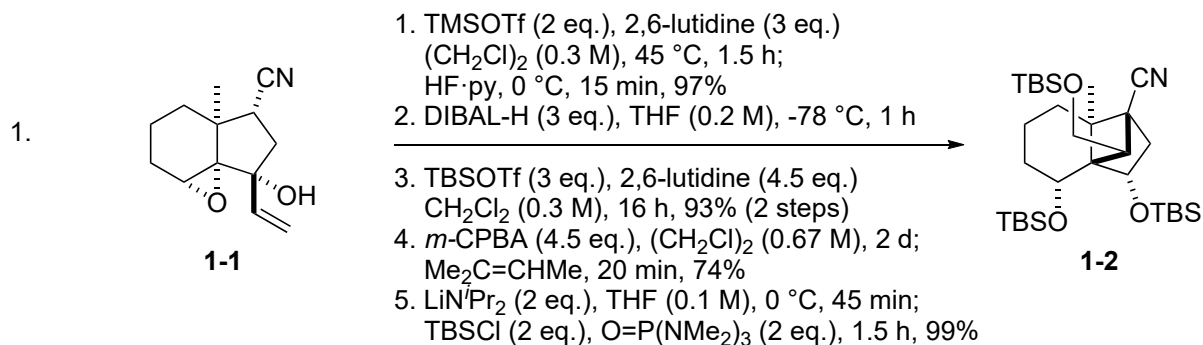 1.
1. TMSOTf (2 eq.), 2,6-lutidine (3 eq.)
(CH₂Cl)₂ (0.3 M), 45 °C, 1.5 h;
HF·py, 0 °C, 15 min, 97%
2. DIBAL-H (3 eq.), THF (0.2 M), -78 °C, 1 h
3. TBSOTf (3 eq.), 2,6-lutidine (4.5 eq.)
CH₂Cl₂ (0.3 M), 16 h, 93% (2 steps)
4. m-CPBA (4.5 eq.), (CH₂Cl)₂ (0.67 M), 2 d;
Me₂C=CHMe, 20 min, 74%
5. LiNⁱPr₂ (2 eq.), THF (0.1 M), 0 °C, 45 min;
TBSCl (2 eq.), O=P(NMe₂)₃ (2 eq.), 1.5 h, 99%
CN
OH
O
1-1
TBSO
CN
TBSO
OTBS
1-2